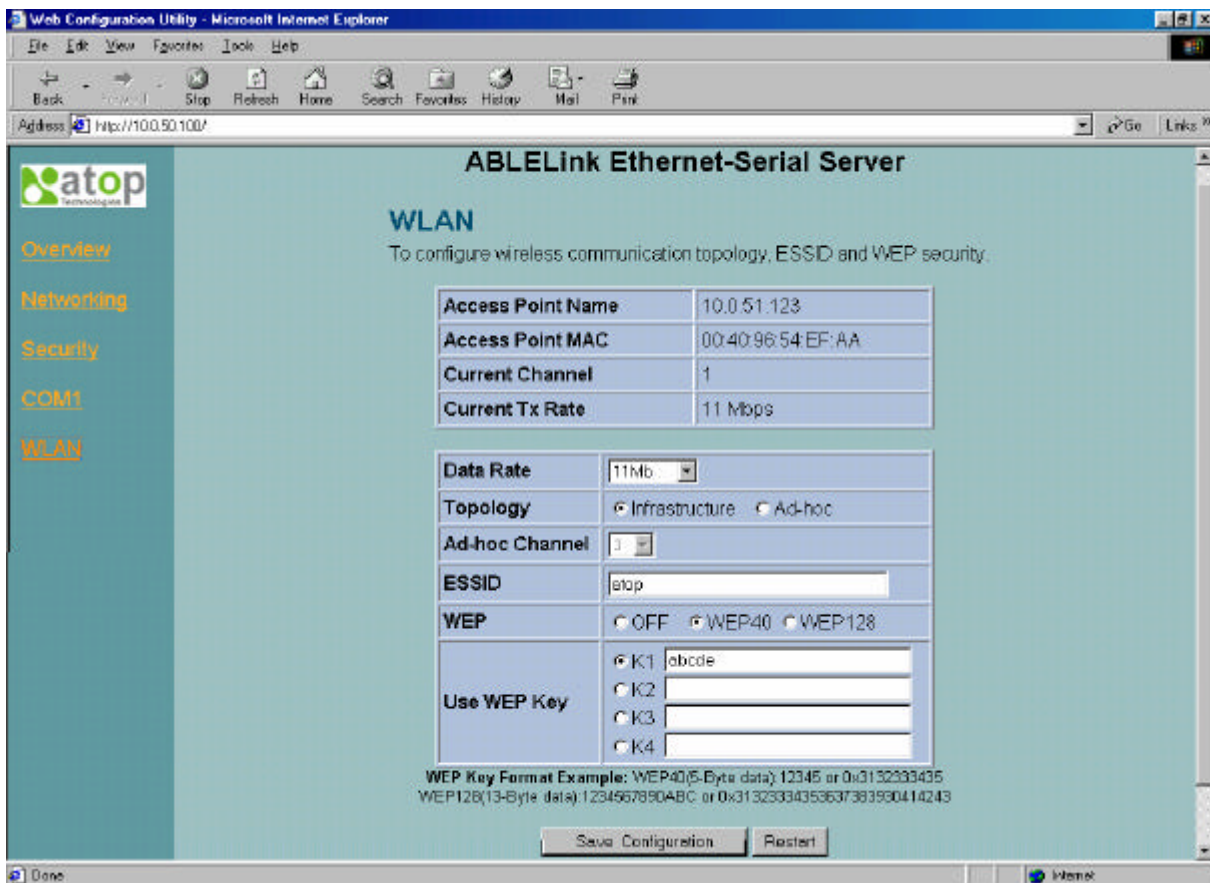 Web Configuration Utility - Microsoft Internet Explorer
File Edit View Favorites Tools Help
Back Forward Stop Refresh Home Search Favorites History Mail Print
Address http://10.0.50.100/ Go Links »
atop
Technologies
Overview
Networking
Security
COM1
WLAN
ABLELink Ethernet-Serial Server
WLAN
To configure wireless communication topology, ESSID and WEP security.
Access Point Name 10.0.51.123
Access Point MAC 00:40:96:54:EF:AA
Current Channel 1
Current Tx Rate 11 Mbps
Data Rate 11Mb
Topology Infrastructure Ad-hoc
Ad-hoc Channel 3
ESSID atop
WEP OFF WEP40 WEP128
Use WEP Key
K1 abcde
K2
K3
K4
WEP Key Format Example: WEP40(5-Byte data):12345 or 0x3132333435
WEP128(13-Byte data):1234567890ABC or 0x31323334353637383930414243
Save Configuration Restart
Done Internet